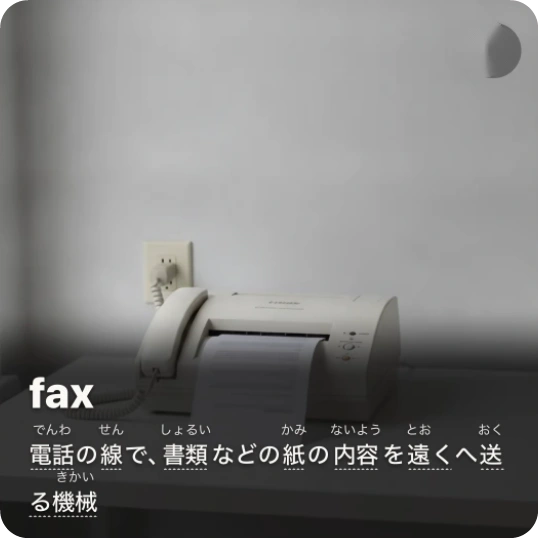 fax
でんわ せん しょるい かみ ないよう とお おく
電話の線で、書類などの紙の内容を遠くへ送
きかい
る機械